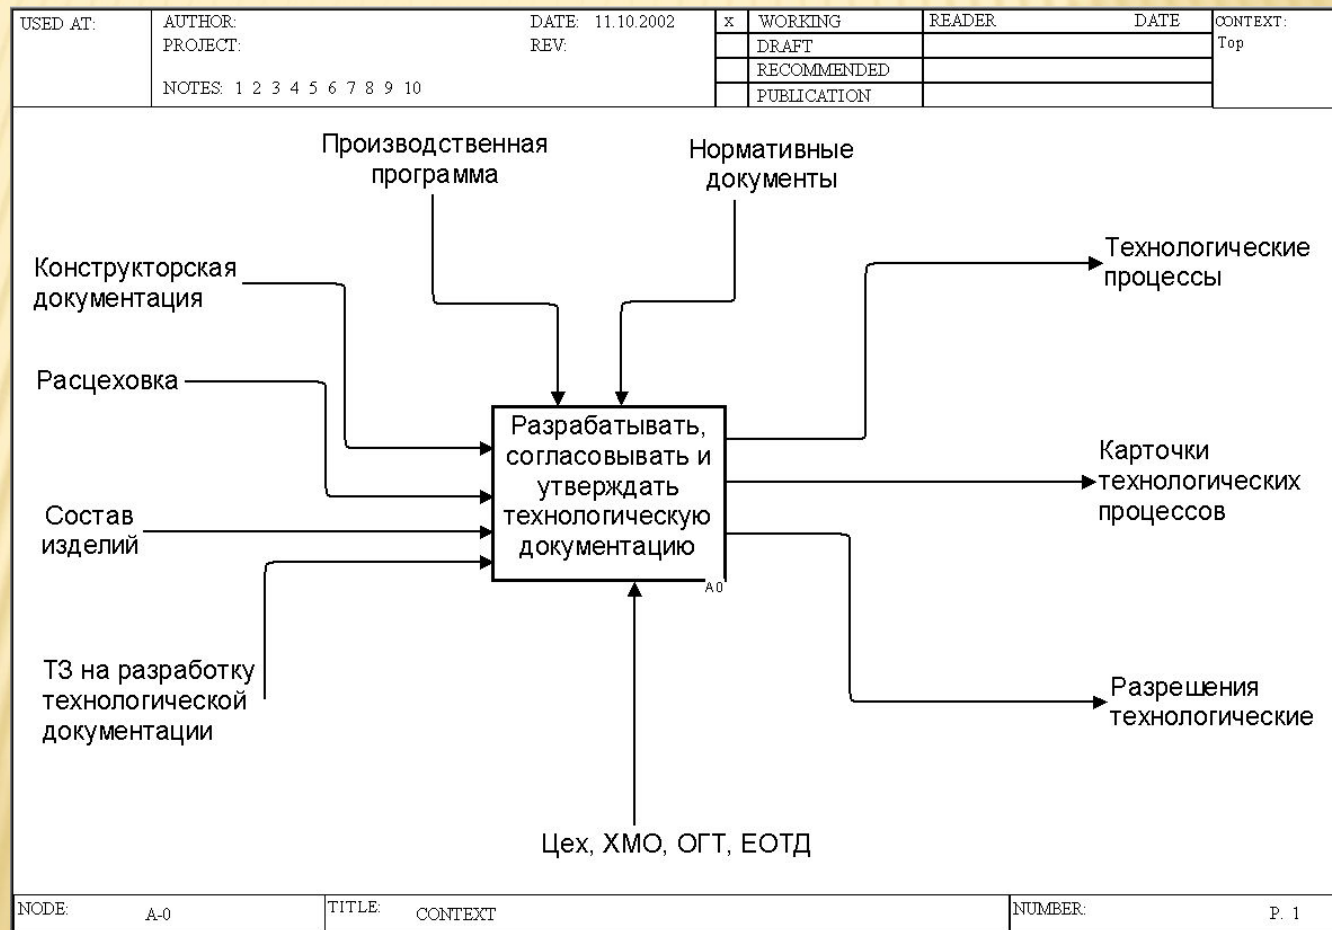 USED AT:
AUTHOR:
DATE: 11.10.2002
PROJECT:
REV:
NOTES: 1 2 3 4 5 6 7 8 9 10
x WORKING
DRAFT
RECOMMENDED
PUBLICATION
READER DATE
CONTEXT:
Top
Производственная
программа
Нормативные
документы
Конструкторская
документация
Расцеховка
Состав
изделий
ТЗ на разработку
технологической
документации
Разрабатывать,
согласовывать и
утверждать
технологическую
документацию
A0
Технологические
процессы
Карточки
технологических
процессов
Разрешения
технологические
Цех, ХМО, ОГТ, ЕОТД
NODE: A-0
TITLE: CONTEXT
NUMBER: P. 1